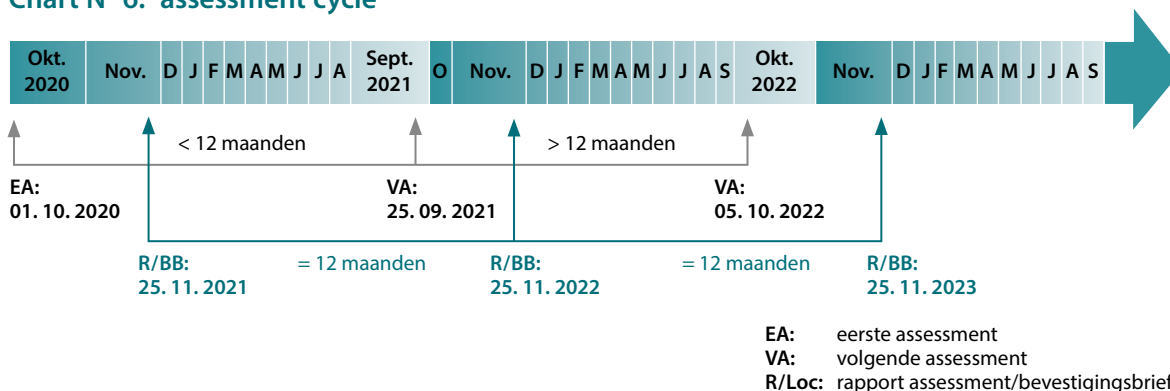 Chart N° 6: assessment cycle
Okt. 2020 Nov. D J F M A M J J A Sept. 2021 O Nov. D J F M A M J J A S Okt. 2022 Nov. D J F M A M J J A S
< 12 maanden > 12 maanden
EA: VA: VA:
01. 10. 2020 25. 09. 2021 05. 10. 2022
R/BB: = 12 maanden R/BB: = 12 maanden R/BB:
25. 11. 2021 25. 11. 2022 25. 11. 2023
EA: eerste assessment
VA: volgende assessment
R/Loc: rapport assessment/bevestigingsbrief